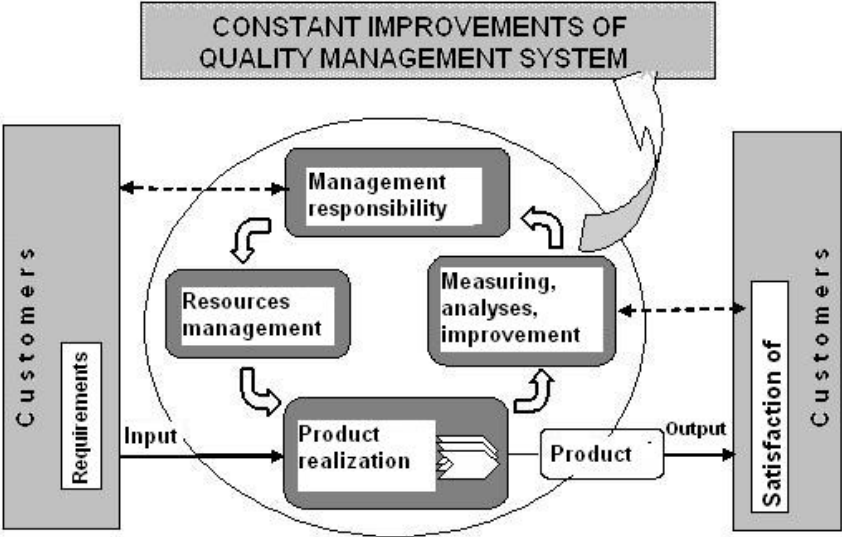 CONSTANT IMPROVEMENTS OF
QUALITY MANAGEMENT SYSTEM
Customers
Requirements
Management
responsibility
Resources
management
Measuring,
analyses,
improvement
Input
Product
realization
Product
Output
Satisfaction of
Customers